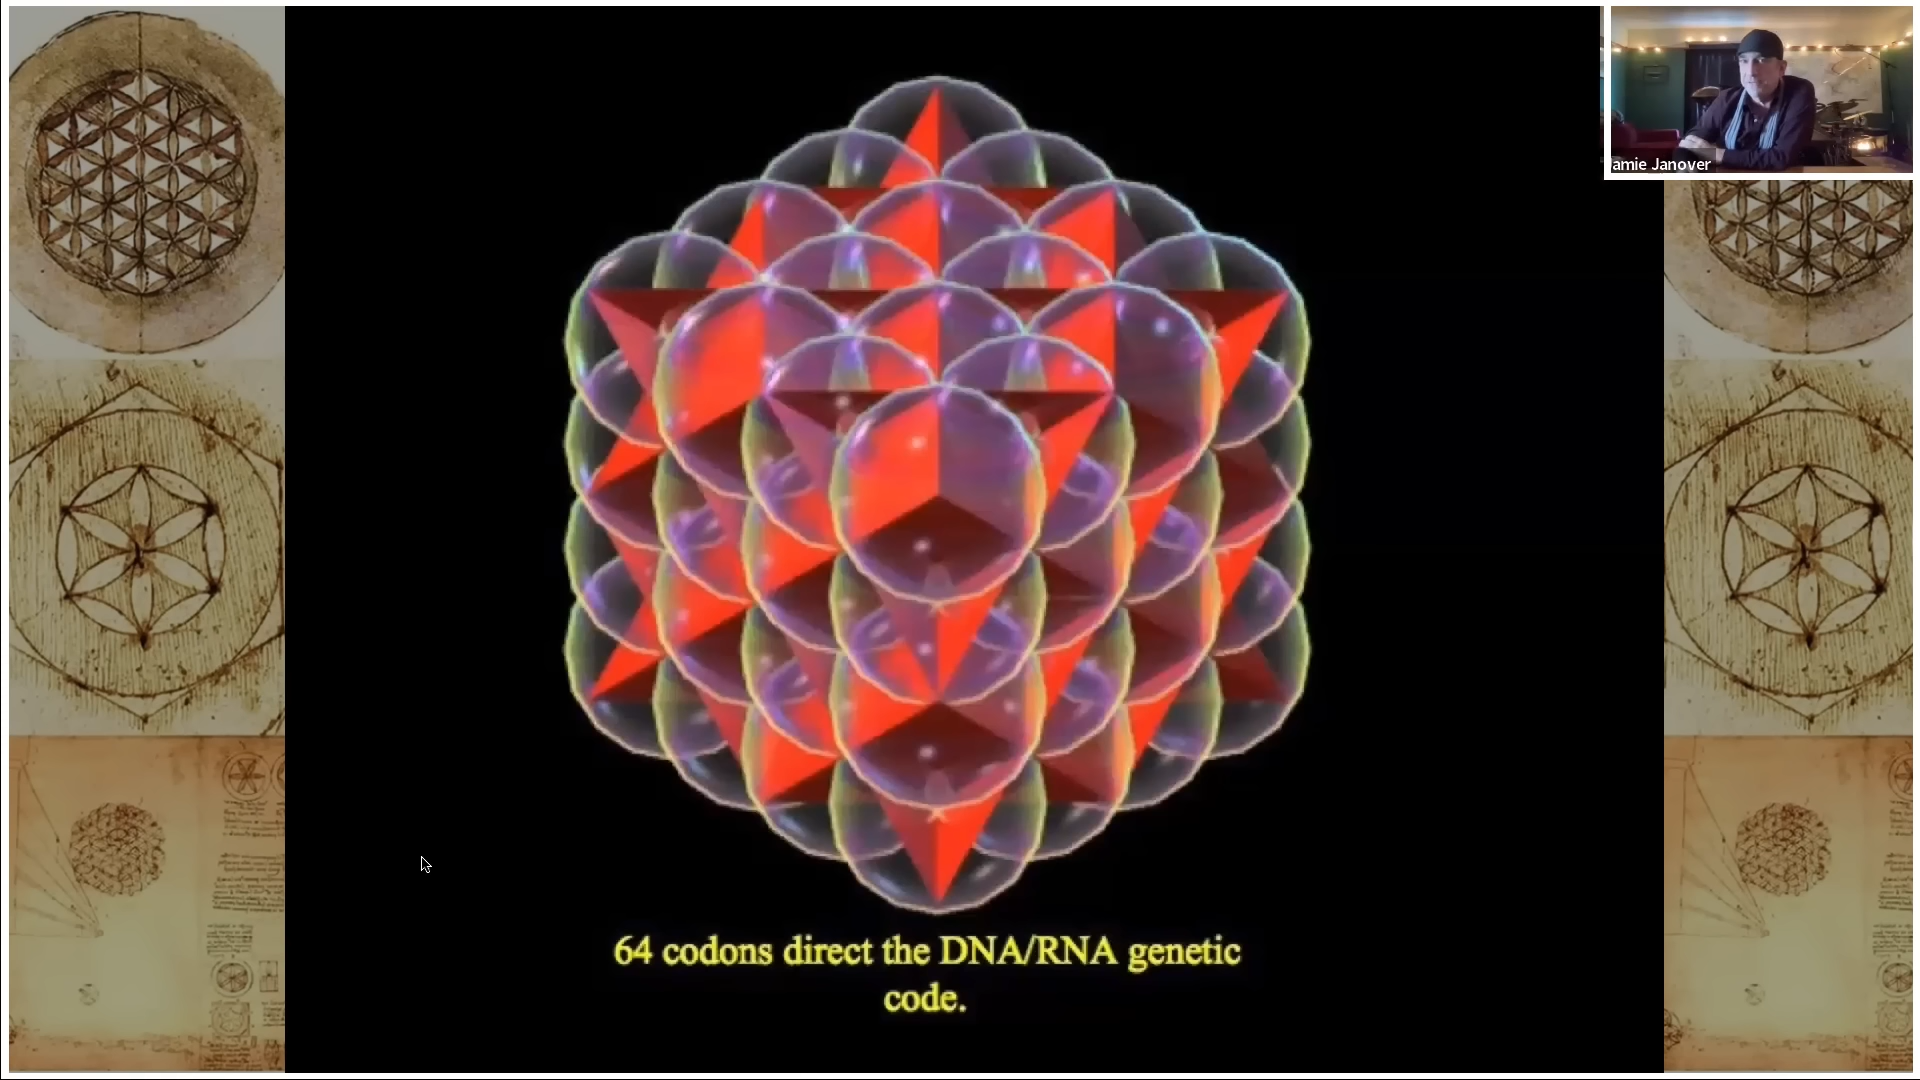 amie Janover
64 codons direct the DNA/RNA genetic
code.